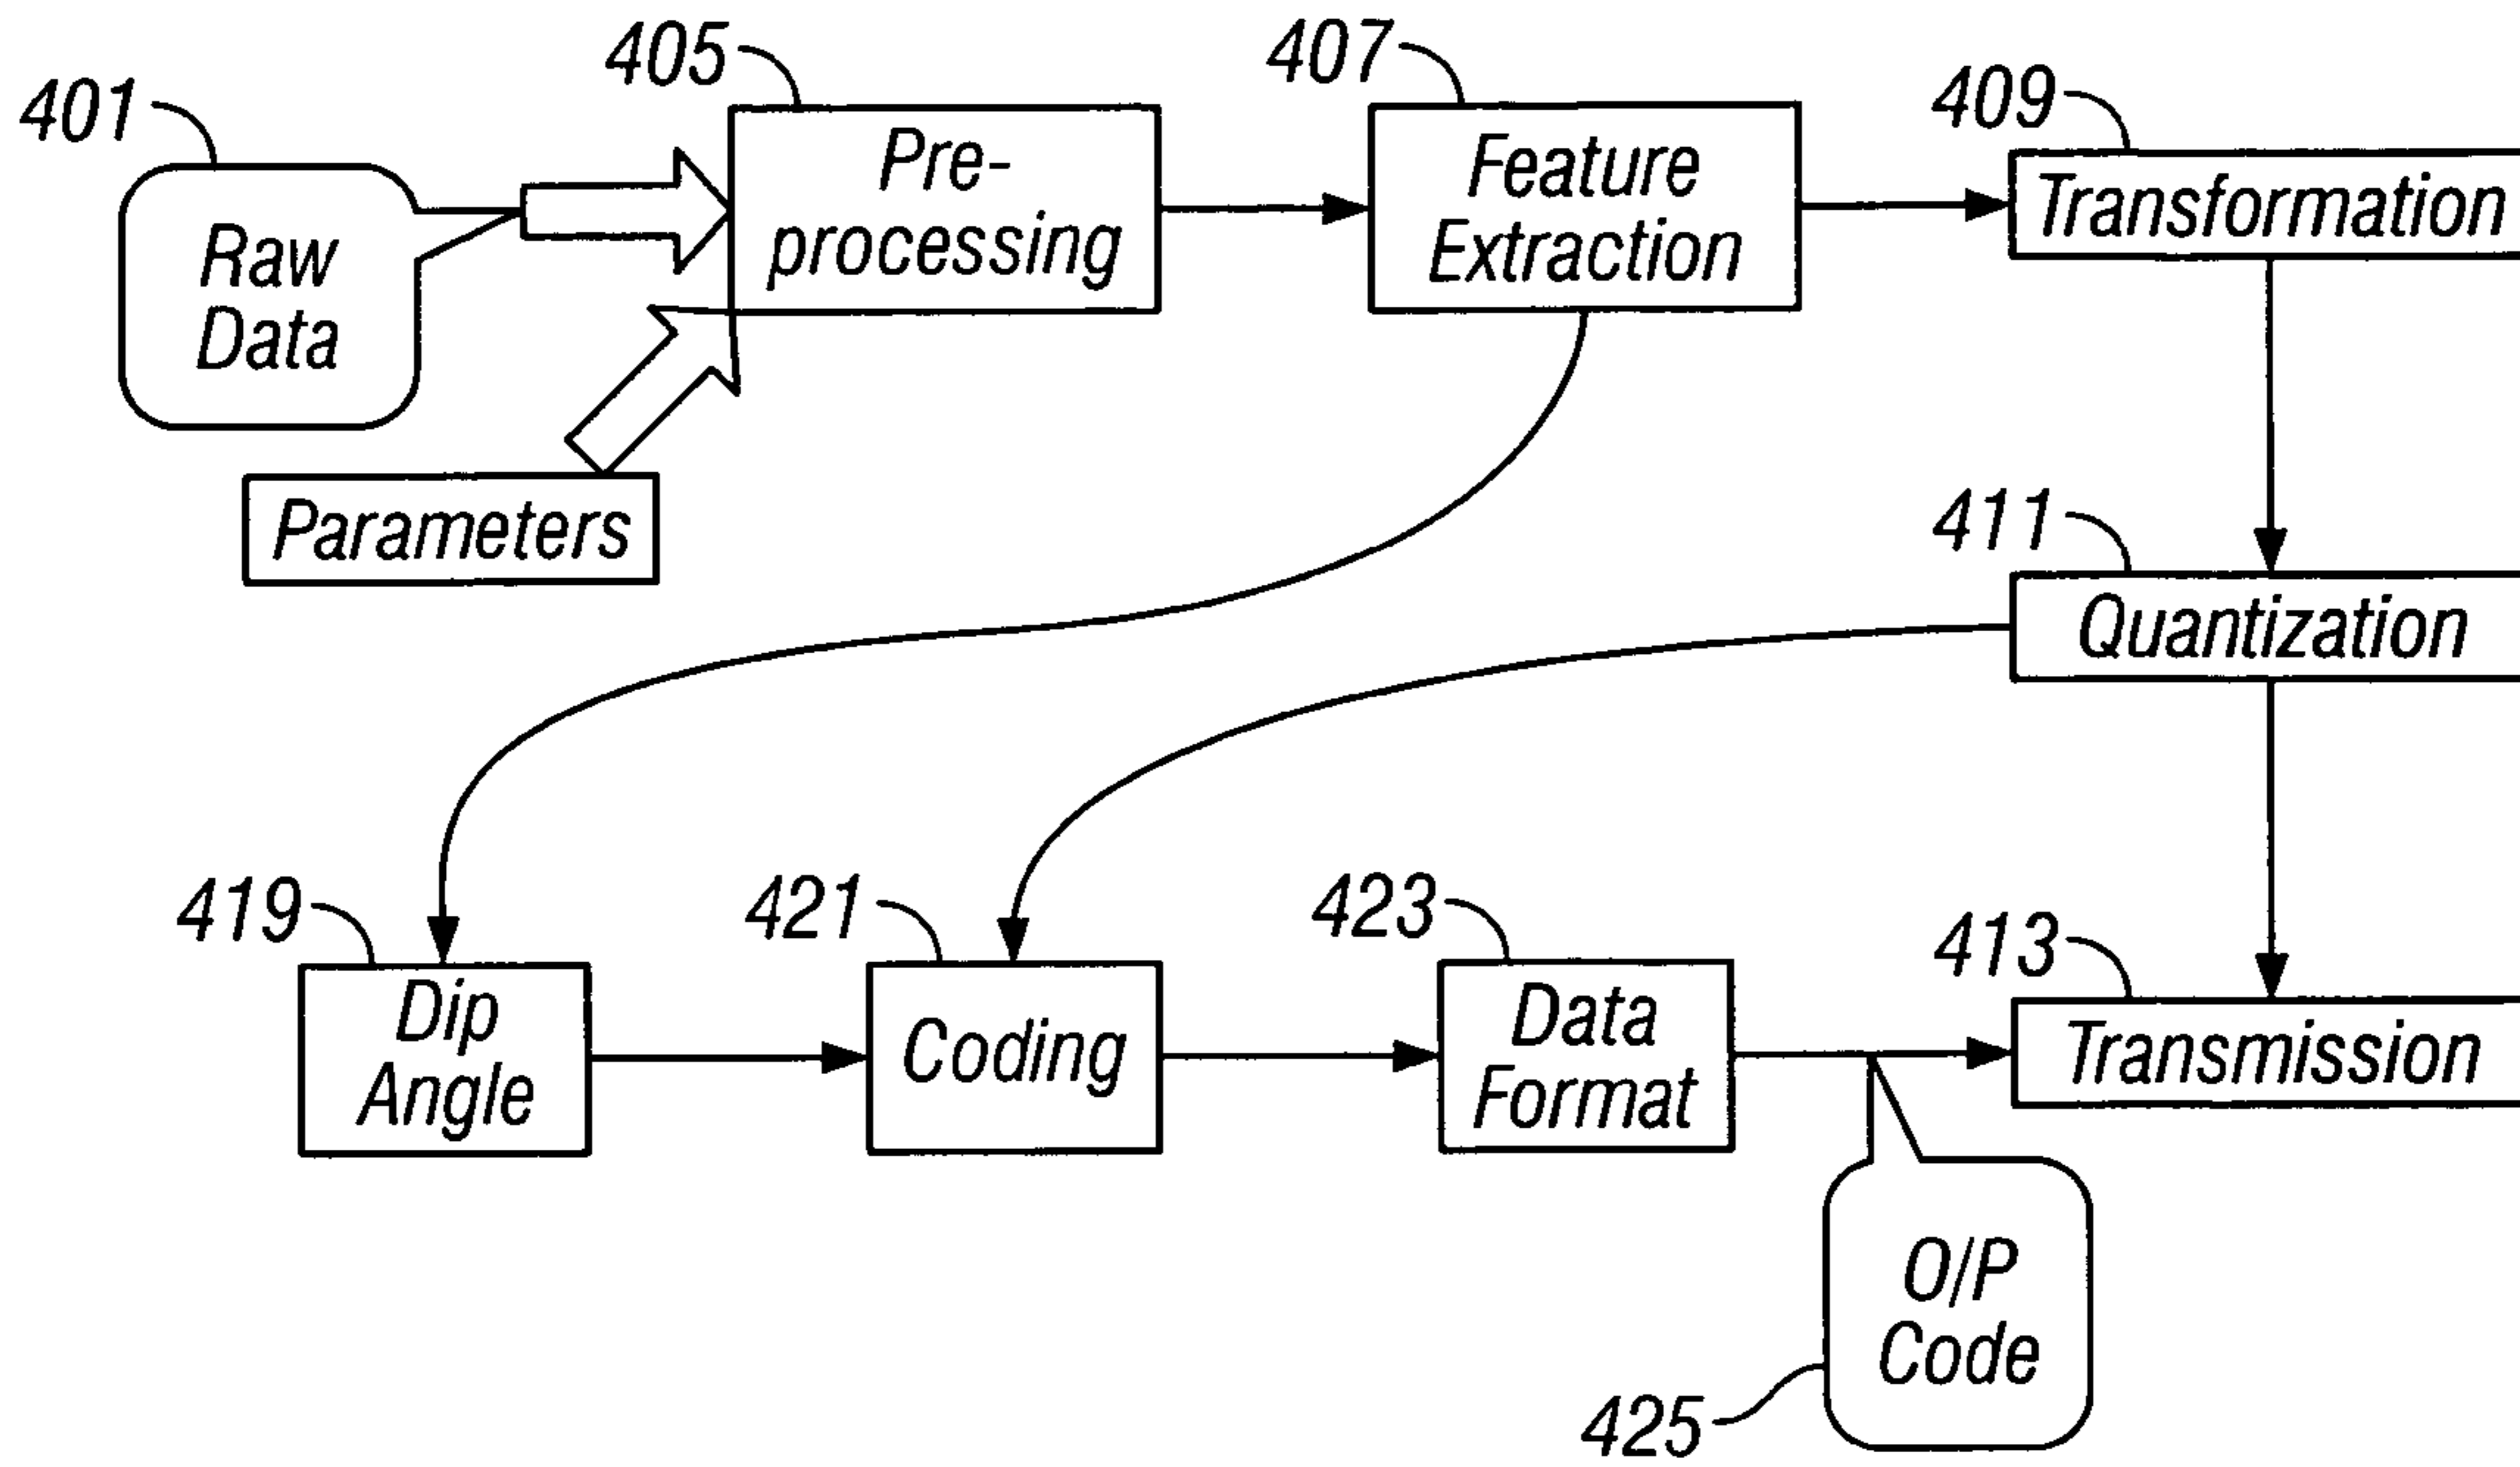 401
405
407
409
Raw
Data
Pre-
processing
Feature
Extraction
Transformation
Parameters
411
Quantization
419
421
423
413
Dip
Angle
Coding
Data
Format
Transmission
O/P
Code
425